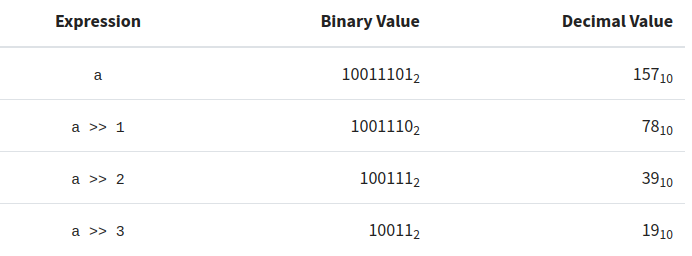 Expression Binary Value Decimal Value
a 10011101₂ 157₁₀
a >> 1 1001110₂ 78₁₀
a >> 2 100111₂ 39₁₀
a >> 3 10011₂ 19₁₀